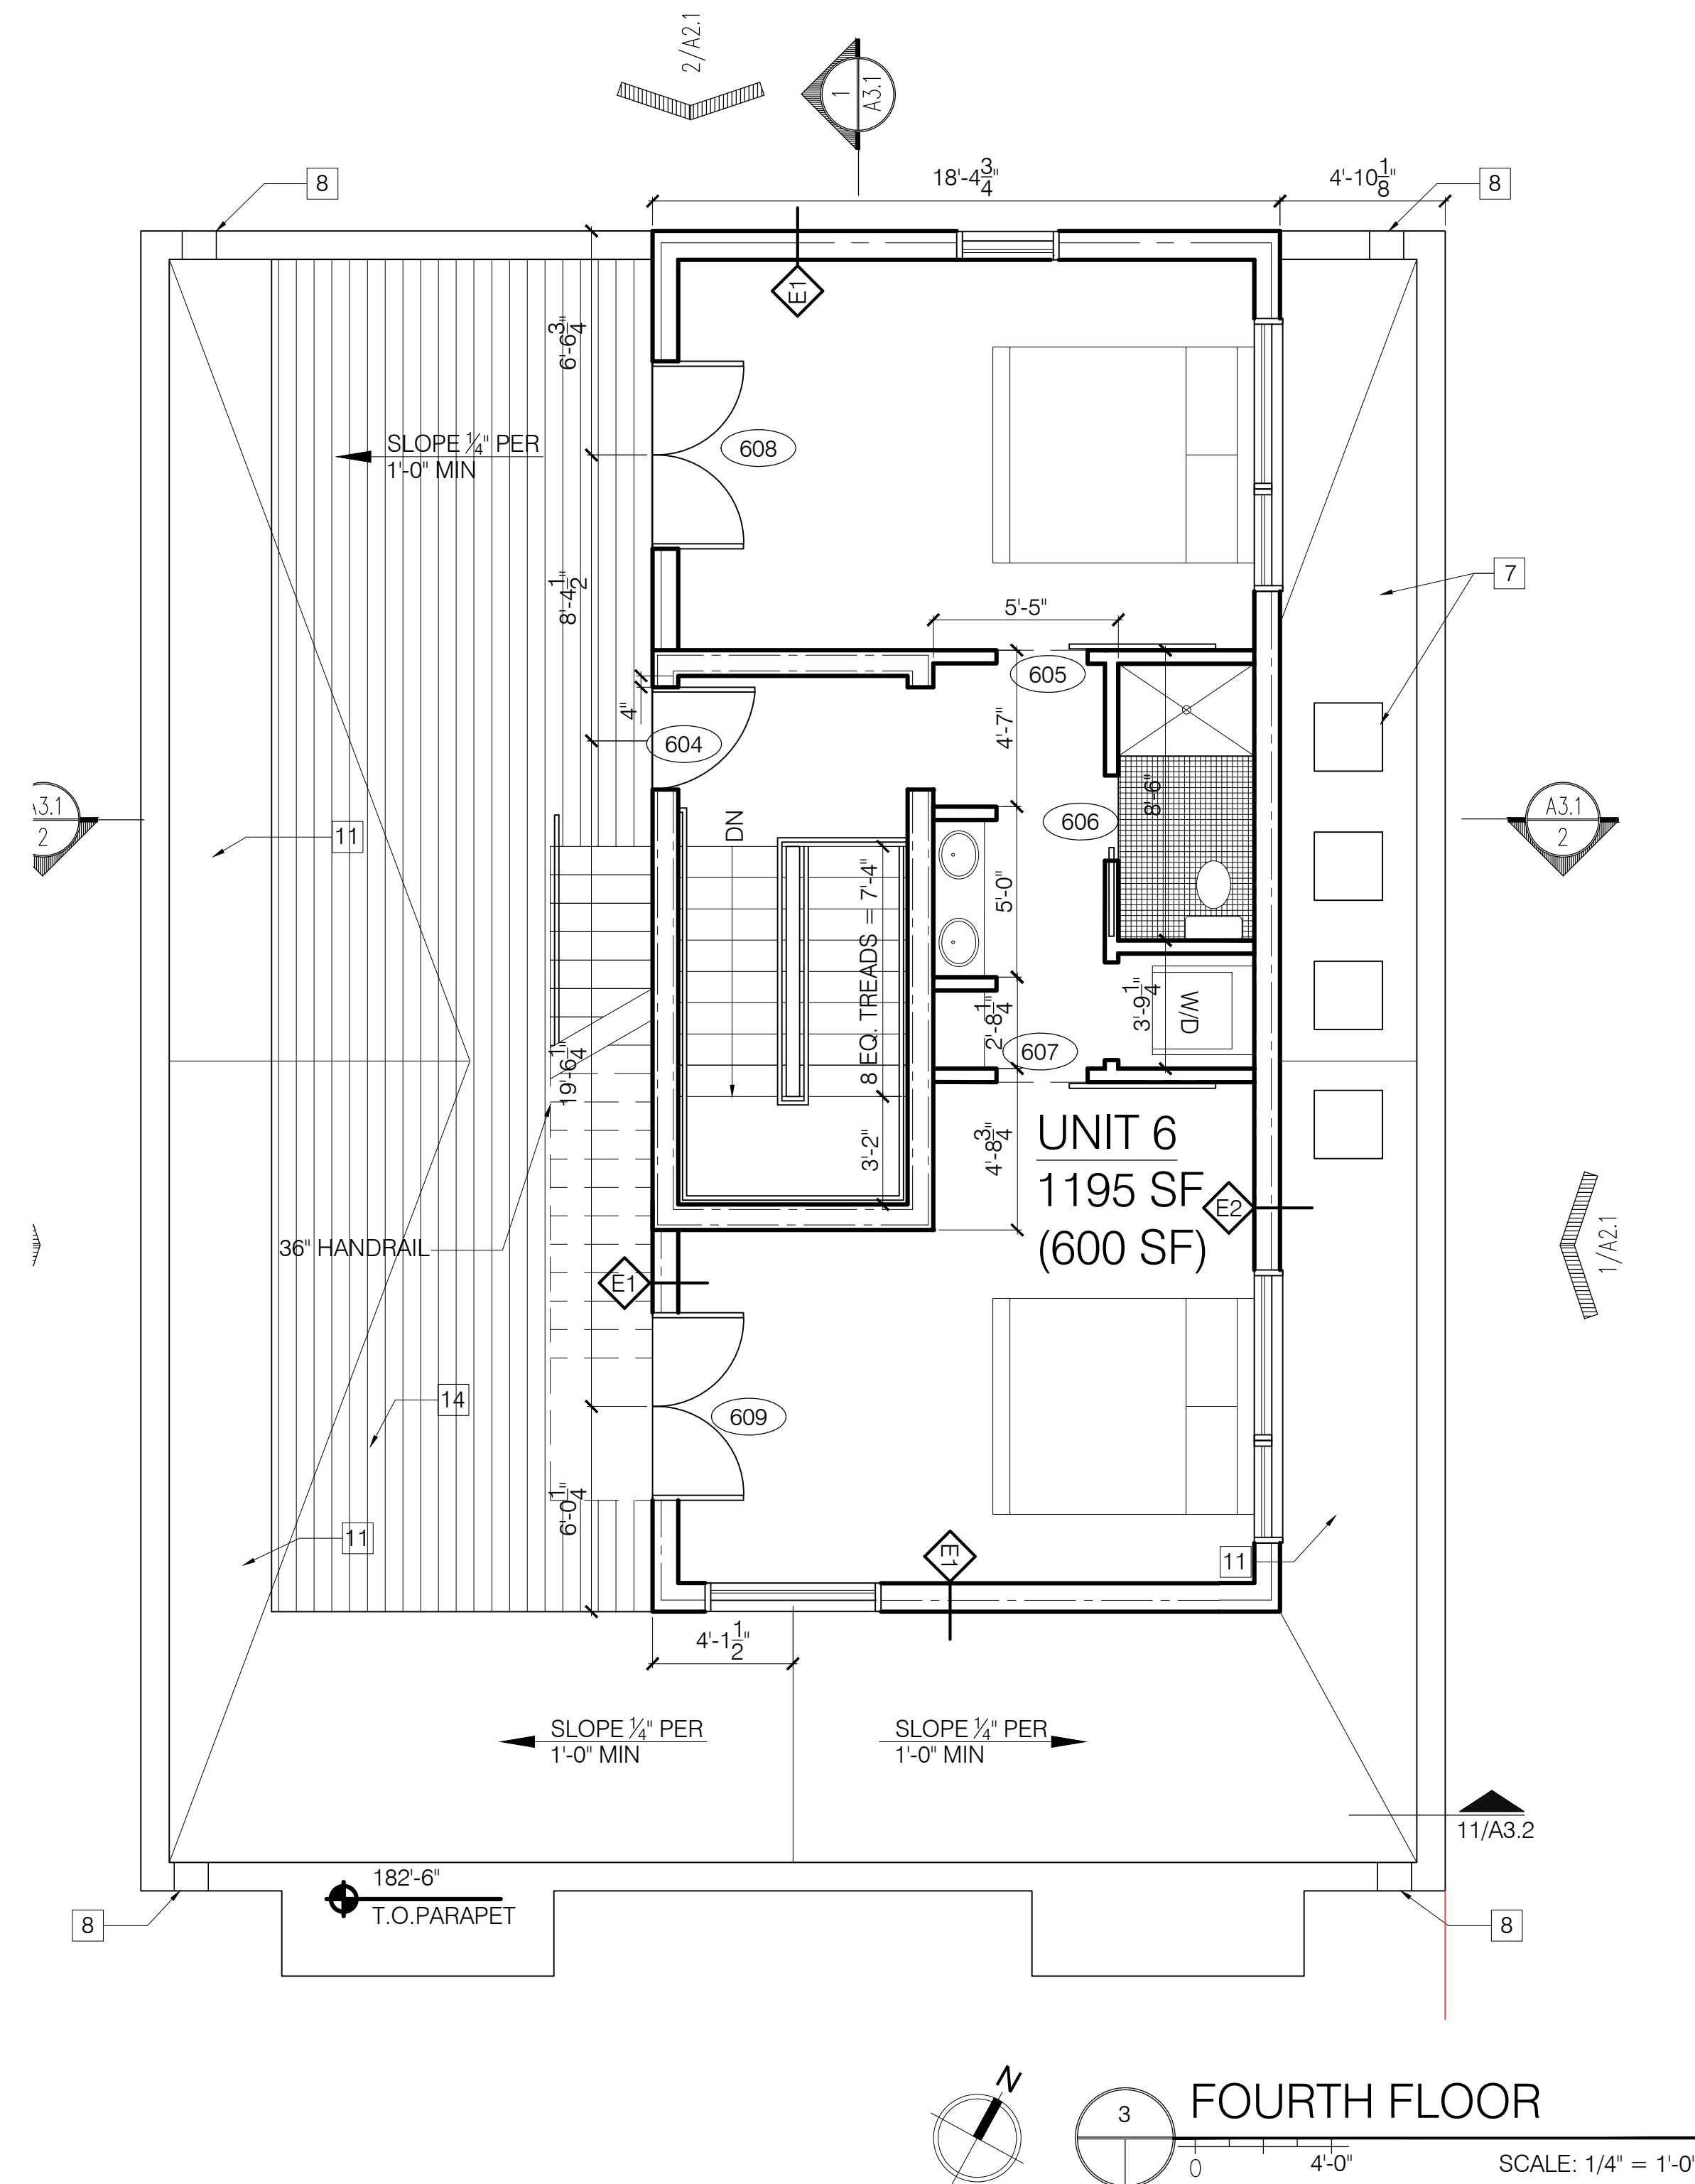 2/A2.1
1
A3.1
8
18'-4 3/4"
4'-10 1/8"
8
E1
6'-6 3/4"
SLOPE 1/4" PER
1'-0" MIN
608
7
8'-4 1/2"
5'-5"
605
4"
604
4'-7"
A3.1
2
11
DN
606
8'-6"
A3.1
2
8 EQ. TREADS = 7'-4"
5'-0"
3'-9 1/4"
W/D
2'-8 1/4"
607
19'-6 1/4"
3'-2"
4'-8 3/4"
UNIT 6
1195 SF
(600 SF)
E2
1/A2.1
36" HANDRAIL
E1
14
609
6'-0 1/4"
11
E1
11
4'-1 1/2"
SLOPE 1/4" PER
1'-0" MIN
SLOPE 1/4" PER
1'-0" MIN
11/A3.2
182'-6"
T.O.PARAPET
8
8
N
3
FOURTH FLOOR
0
4'-0"
SCALE: 1/4" = 1'-0"